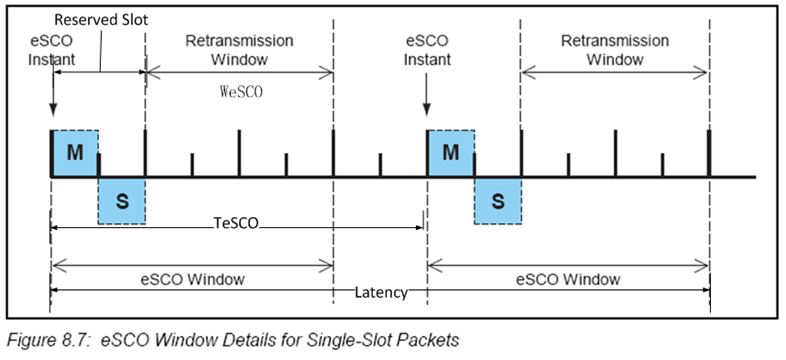 Reserved Slot
eSCO
Instant
Retransmission
Window
WeSCO
eSCO
Instant
Retransmission
Window
M
S
M
S
TeSCO
eSCO Window
eSCO Window
Latency
Figure 8.7: eSCO Window Details for Single-Slot Packets